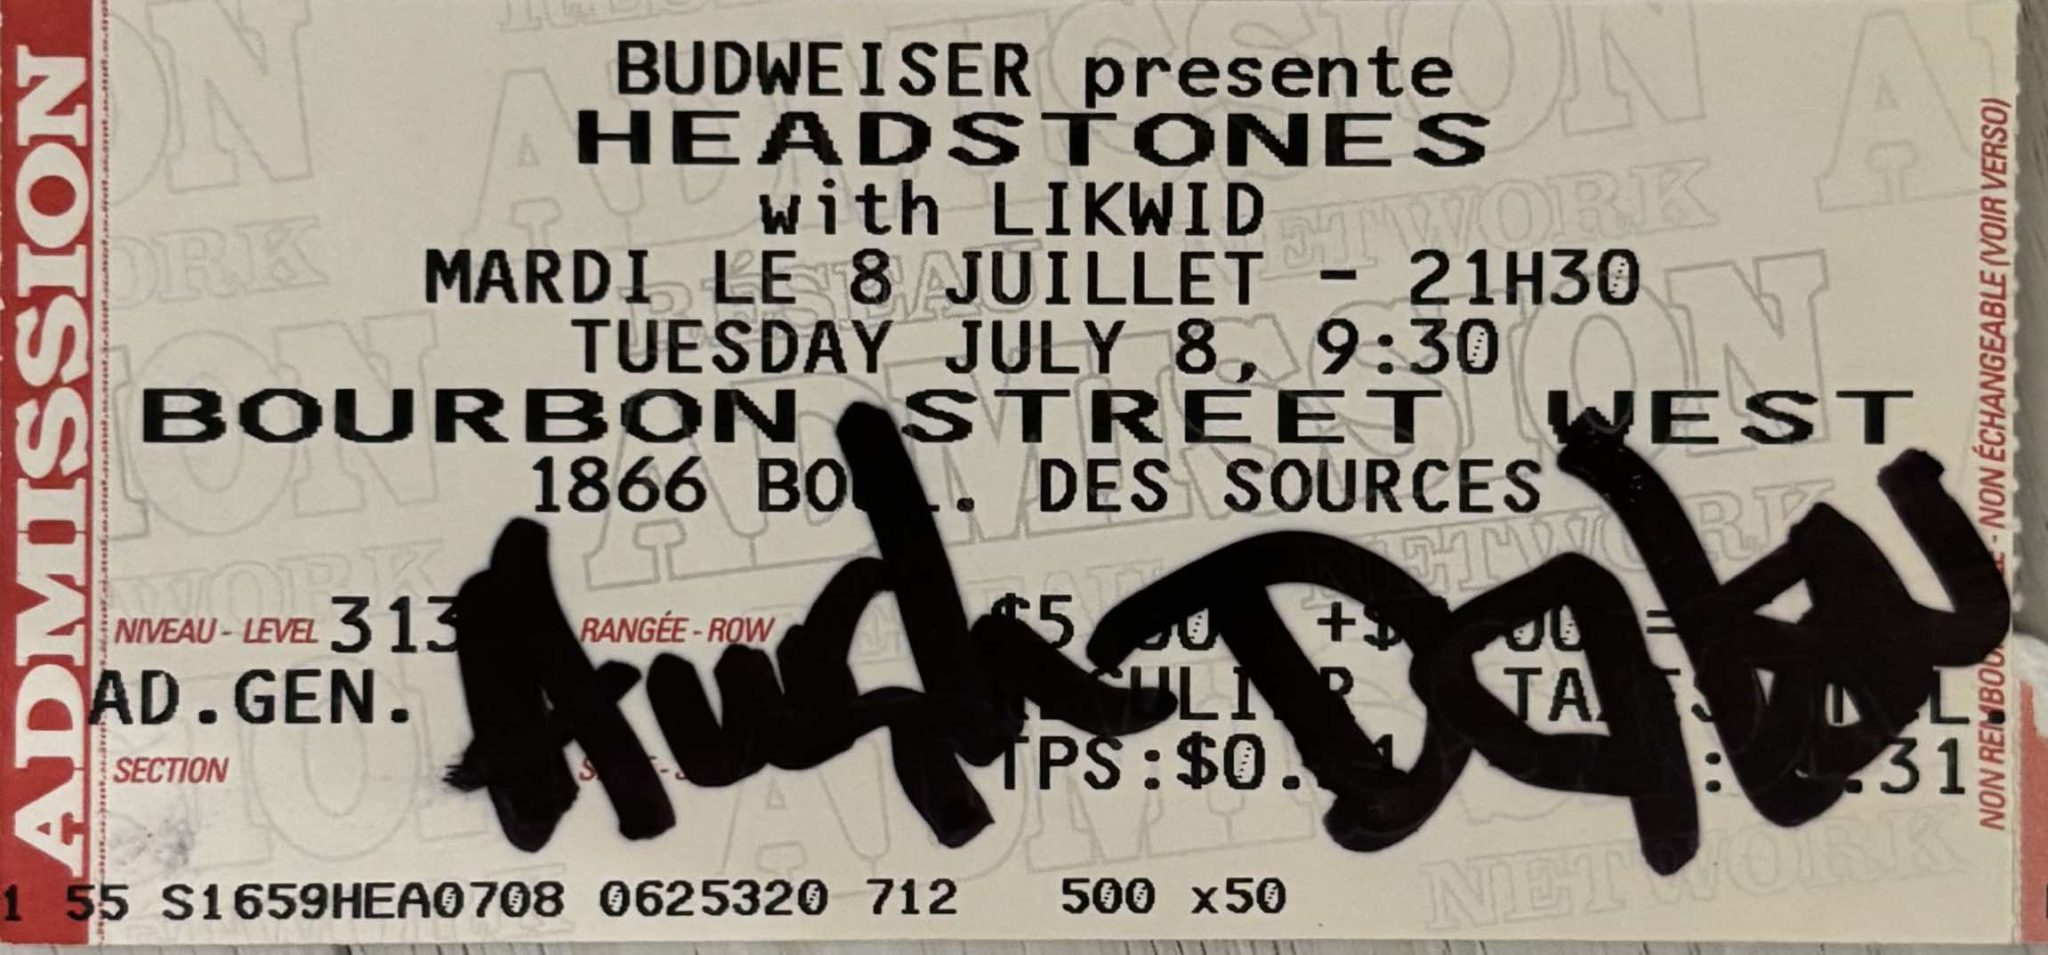 ADMISSION
BUDWEISER presente
HEADSTONES
with LIKWID
MARDI LE 8 JUILLET - 21H30
TUESDAY JULY 8, 9:30
BOURBON STREET WEST
1866 DES SOURCES
NIVEAU - LEVEL 313
RANGÉE - ROW
AD.GEN.
SECTION
TPS:$0.
1 55 S1659HEA0708 0625320 712 500 x50
- NON ÉCHANGEABLE (VOIR VERSO)